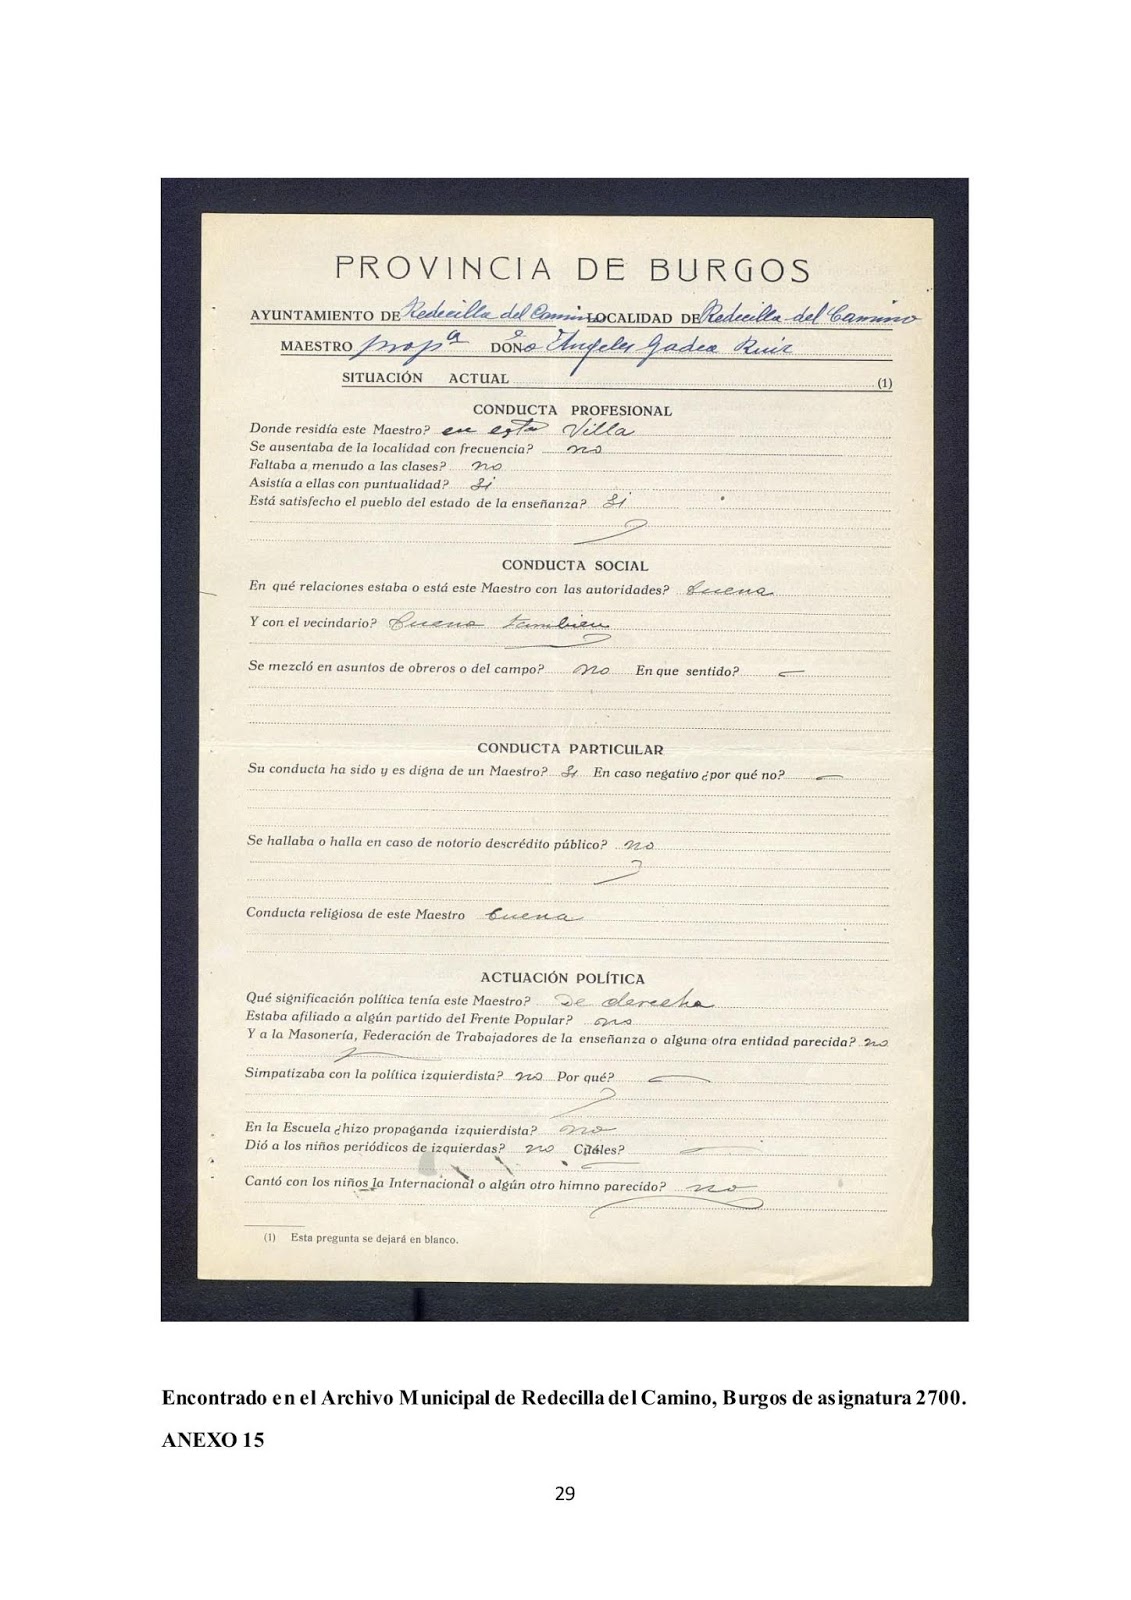 PROVINCIA DE BURGOS
AYUNTAMIENTO DE Redecilla del Camino LOCALIDAD DE Redecilla del Camino
MAESTRO propª DOÑA Ángeles Gadea Ruiz
SITUACIÓN ACTUAL (1)
CONDUCTA PROFESIONAL
Donde residía este Maestro? en esta Villa
Se ausentaba de la localidad con frecuencia? no
Faltaba a menudo a las clases? no
Asistía a ellas con puntualidad? Si
Está satisfecho el pueblo del estado de la enseñanza? Si
CONDUCTA SOCIAL
En qué relaciones estaba o está este Maestro con las autoridades? buena
Y con el vecindario? buena tambien
Se mezcló en asuntos de obreros o del campo? no En que sentido? —
CONDUCTA PARTICULAR
Su conducta ha sido y es digna de un Maestro? Si En caso negativo ¿por qué no? —
Se hallaba o halla en caso de notorio descrédito público? no
Conducta religiosa de este Maestro buena
ACTUACIÓN POLÍTICA
Qué significación política tenía este Maestro? De derecha
Estaba afiliado a algún partido del Frente Popular? no
Y a la Masonería, Federación de Trabajadores de la enseñanza o alguna otra entidad parecida? no
Simpatizaba con la política izquierdista? no Por qué? —
En la Escuela ¿hizo propaganda izquierdista? no
Dió a los niños periódicos de izquierdas? no Cuáles? —
Cantó con los niños la Internacional o algún otro himno parecido? no
(1) Esta pregunta se dejará en blanco.
Encontrado en el Archivo Municipal de Redecilla del Camino, Burgos de asignatura 2700.
ANEXO 15
29